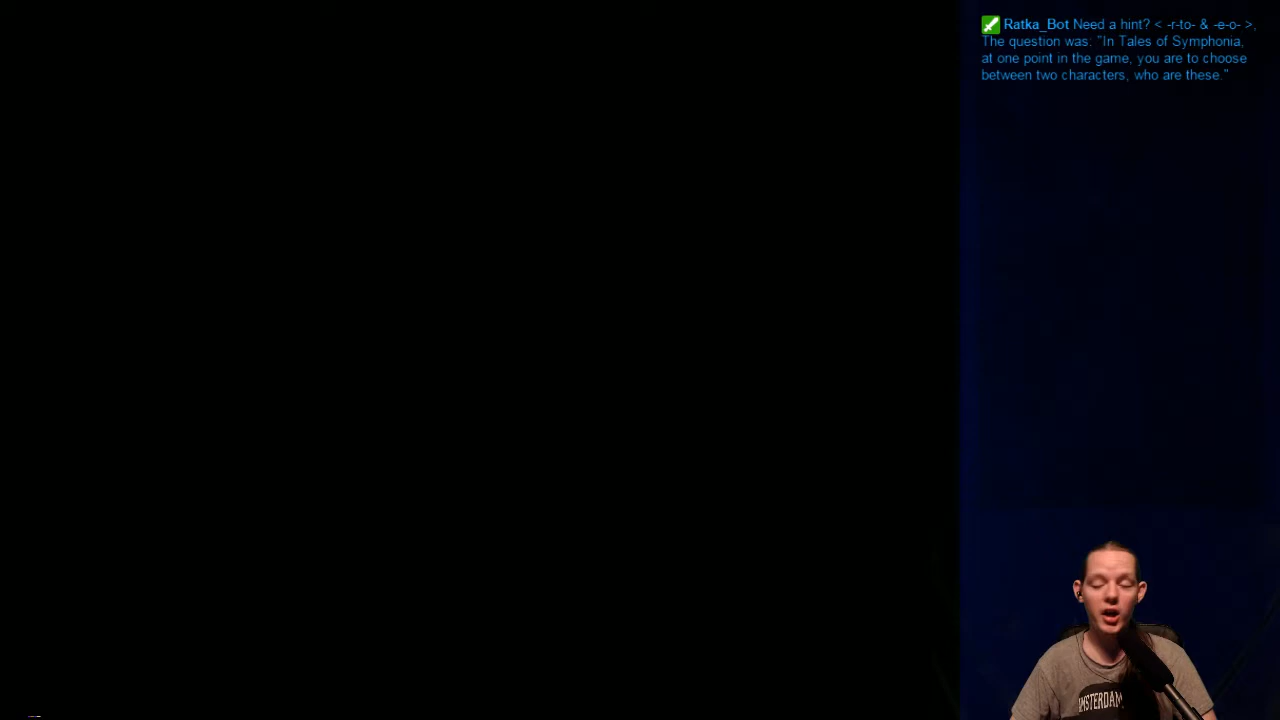 Ratka_Bot Need a hint? < -r-to- & -e-o- >,
The question was: "In Tales of Symphonia,
at one point in the game, you are to choose
between two characters, who are these."
AMSTERDAM